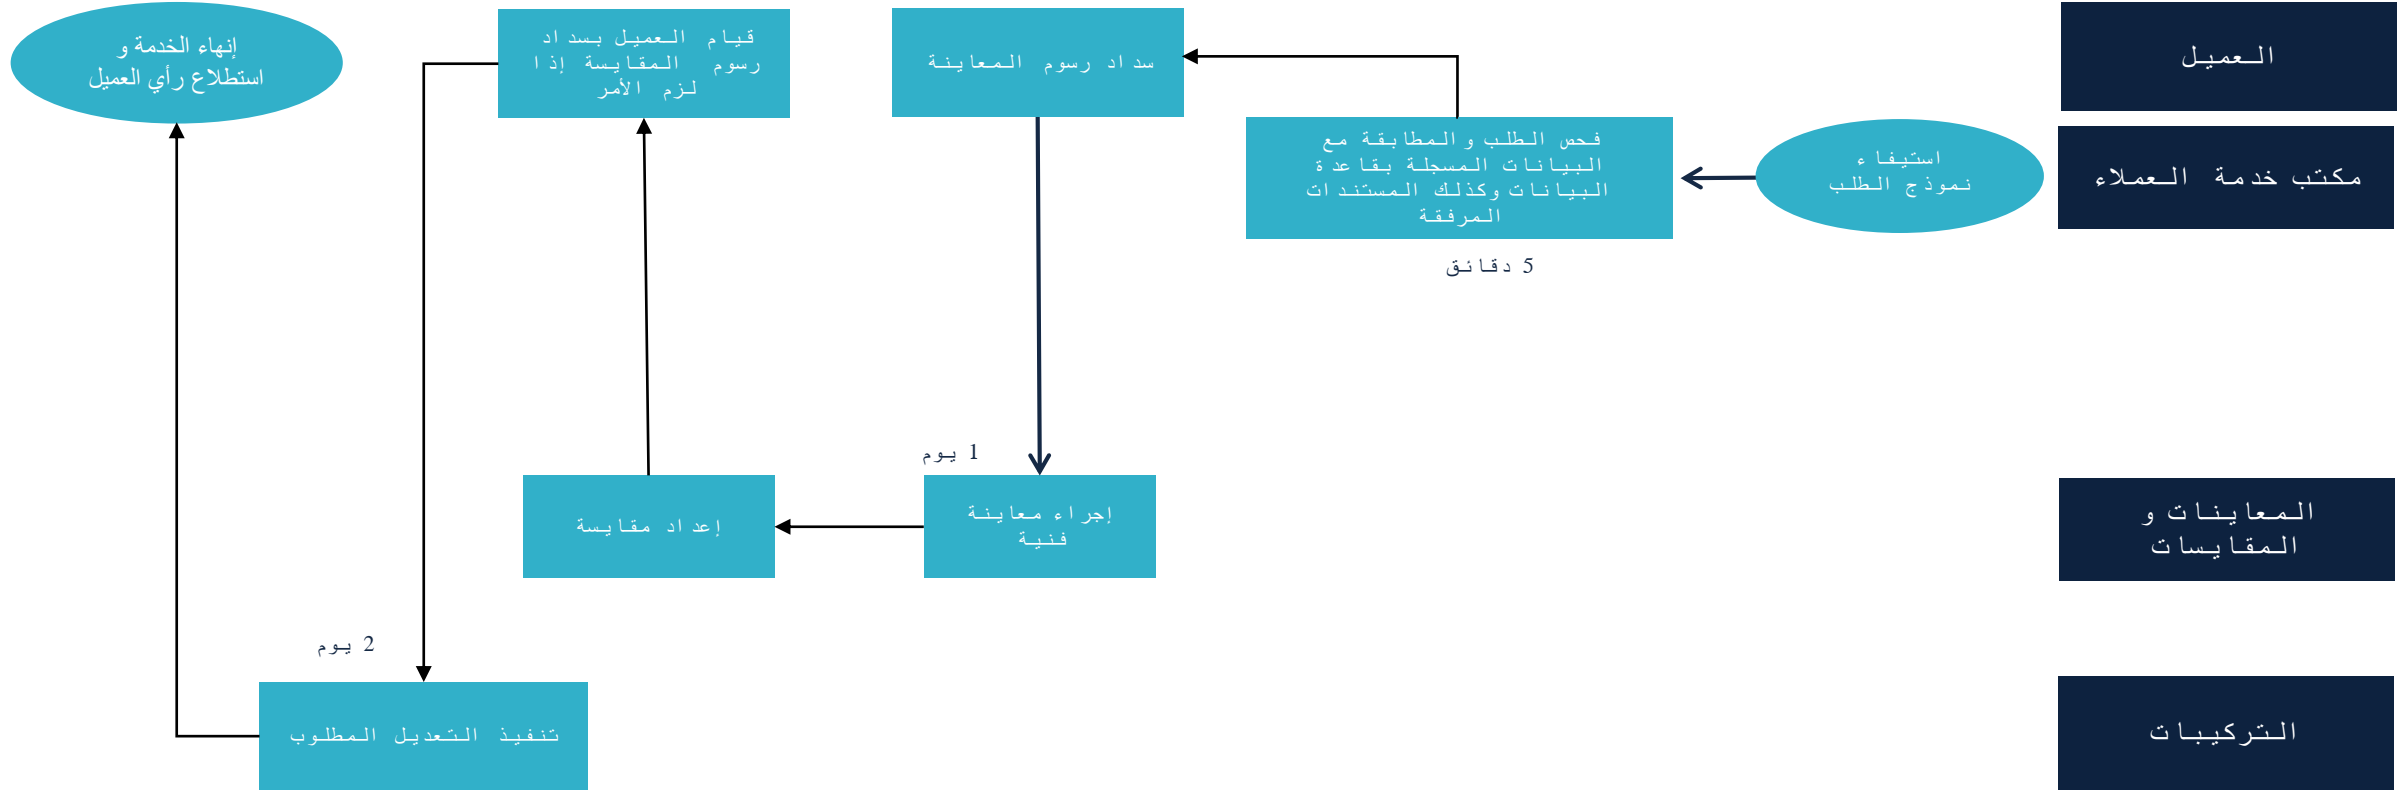 العميل
سداد رسوم المعاينة
قيام العميل بسداد
رسوم المقايسة إذا
لزم الأمر
إنهاء الخدمة و
استطلاع رأي العميل
مكتب خدمة العملاء
استيفاء
نموذج الطلب
فحص الطلب والمطابقة مع
البيانات المسجلة بقاعدة
البيانات وكذلك المستندات
المرفقة
5 دقائق
المعاينات و
المقايسات
1 يوم
إجراء معاينة
فنية
إعداد مقايسة
2 يوم
التركيبات
تنفيذ التعديل المطلوب